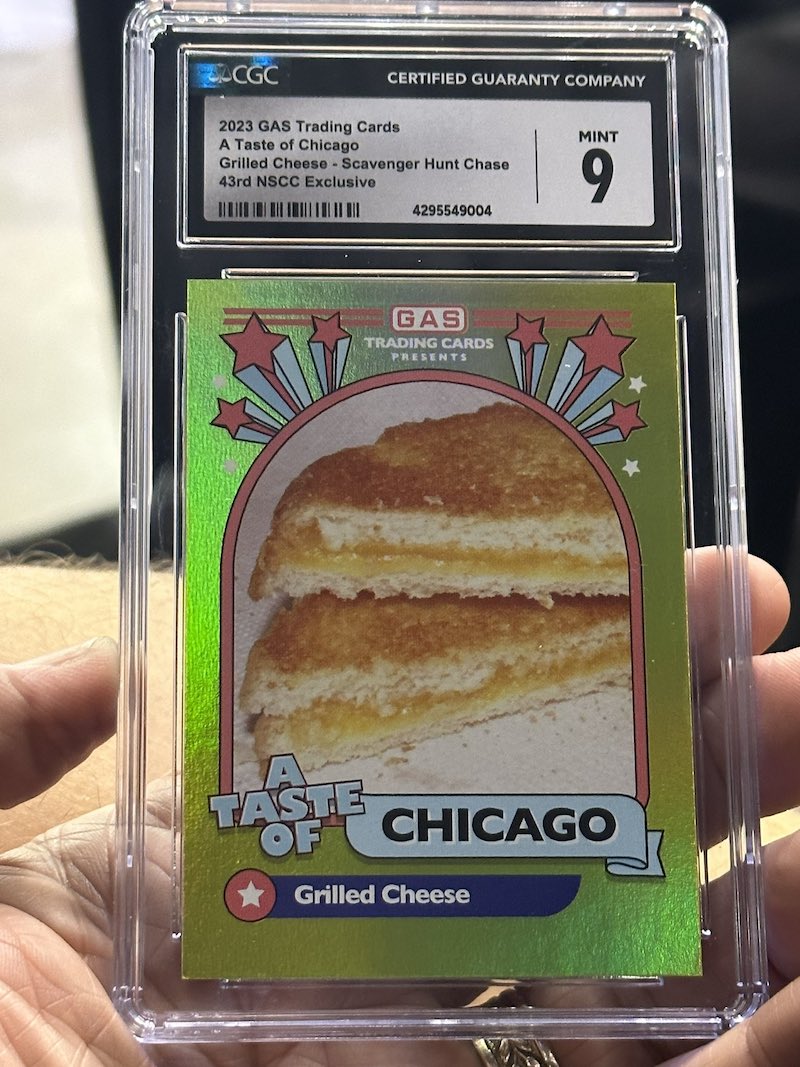 CGC
CERTIFIED GUARANTY COMPANY
2023 GAS Trading Cards
A Taste of Chicago
Grilled Cheese - Scavenger Hunt Chase
43rd NSCC Exclusive
4295549004
MINT
9
GAS
TRADING CARDS
PRESENTS
A
TASTE
OF
CHICAGO
Grilled Cheese